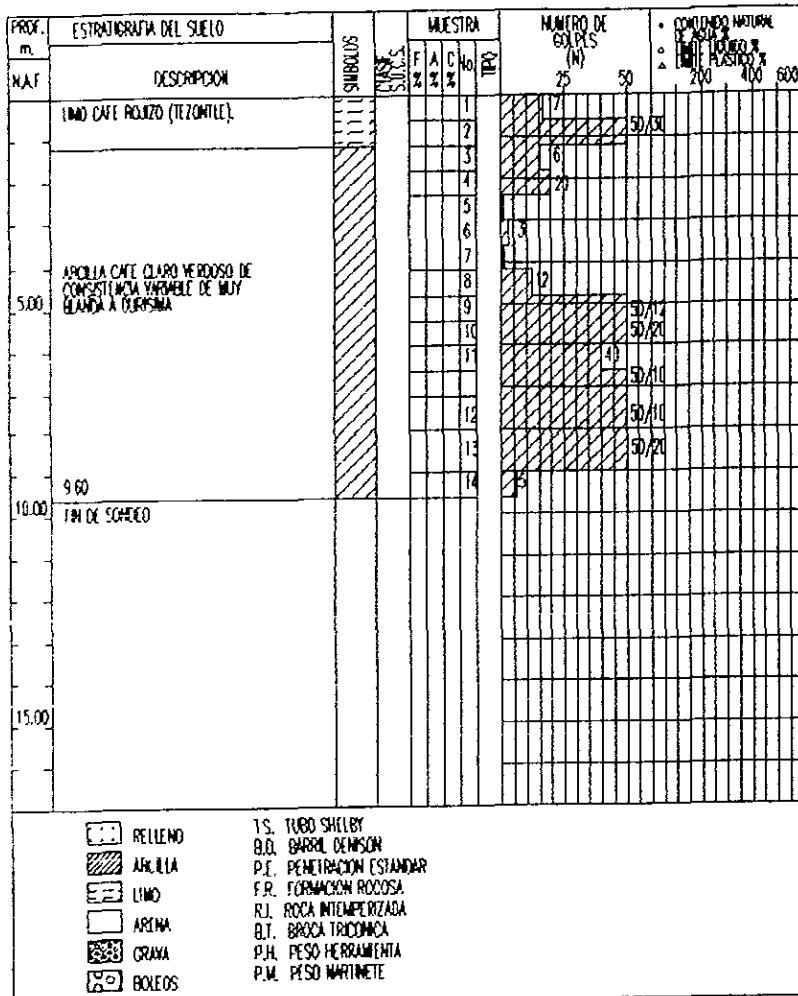 PROF.
m.
N.A.F
ESTRATIGRAFIA DEL SUELO
DESCRIPCION
SIMBOLOS
CLASIF.
S.U.C.S.
MUESTRA
F
%
A
%
C
%
No.
TIPO
NUMERO DE
GOLPES
(N)
25 50
CONTENIDO NATURAL
DE AGUA %
LIMITE LIQUIDO %
LIMITE PLASTICO %
200 400 600
LIMO CAFE ROJIZO (TEZONTLE).
1
2 50/30
3
4 20
5
6 3
7
8 12
ARCILLA CAFE CLARO VERDOSO DE
CONSISTENCIA VARIABLE DE MUY
BLANDA A DURISIMA
5.00
9 50/12
10 50/20
11
50/10
12 50/10
13 50/20
14
9.60
10.00
FIN DE SONDEO
15.00
RELLENO
ARCILLA
LIMO
ARENA
GRAVA
BOLEOS
T.S. TUBO SHELBY
B.D. BARRIL DENISON
P.E. PENETRACION ESTANDAR
F.R. FORMACION ROCOSA
R.I. ROCA INTEMPERIZADA
B.T. BROCA TRICONICA
P.H. PESO HERRAMIENTA
P.M. PESO MARTINETE